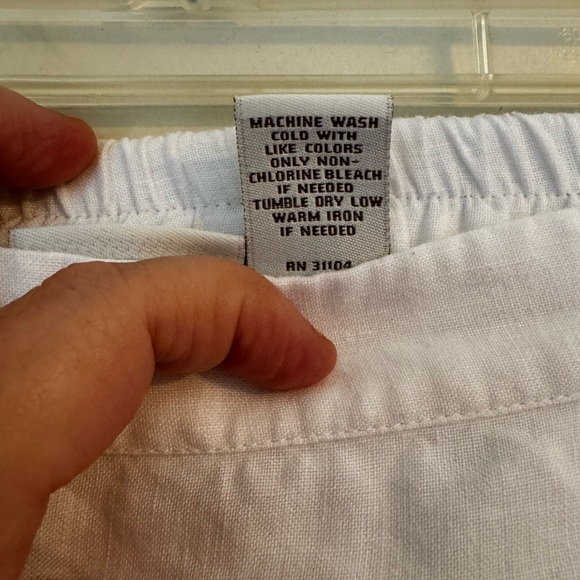 MACHINE WASH
COLD WITH
LIKE COLORS
ONLY NON-
CHLORINE BLEACH
IF NEEDED
TUMBLE DRY LOW
WARM IRON
IF NEEDED
RN 31104